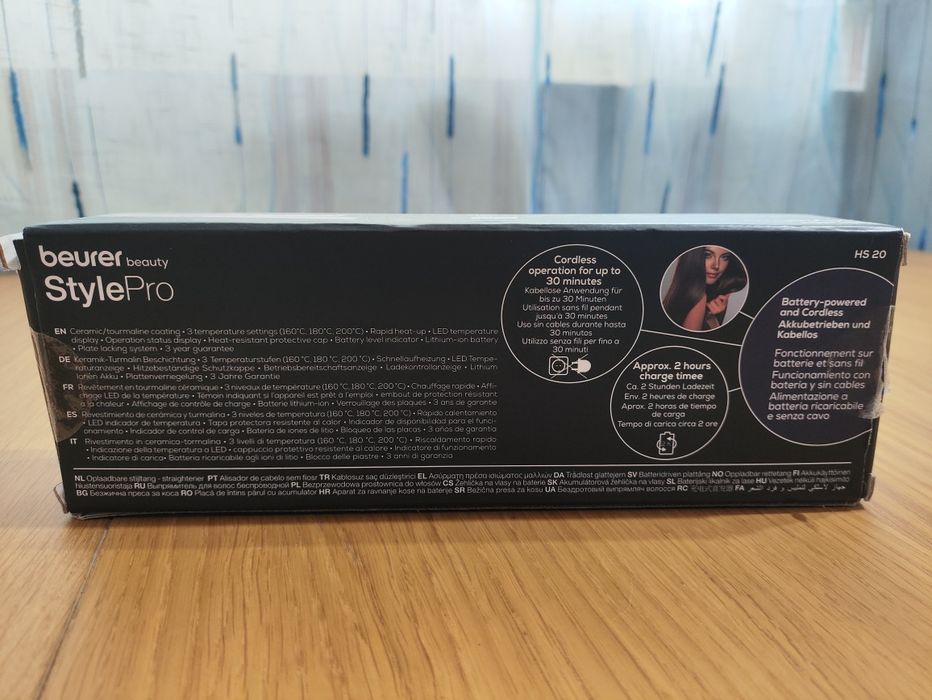 beurer beauty
StylePro
EN Ceramic/tourmaline coating • 3 temperature settings (160°C, 180°C, 200°C) • Rapid heat-up • LED temperature
display • Operation status display • Heat-resistant protective cap • Battery level indicator • Lithium-ion battery
• Plate locking system • 3 year guarantee
DE Keramik-Turmalin Beschichtung • 3 Temperaturstufen (160 °C, 180 °C, 200 °C) • Schnellaufheizung • LED Tempe-
raturanzeige • Hitzebeständige Schutzkappe • Betriebsbereitschaftsanzeige • Ladekontrollanzeige • Lithium
Ionen Akku • Plattenverriegelung • 3 Jahre Garantie
FR Revêtement en tourmaline céramique • 3 niveaux de température (160 °C, 180 °C, 200 °C) • Chauffage rapide • Affi-
chage LED de la température • Témoin indiquant si l'appareil est prêt à l'emploi • embout de protection résistant
à la chaleur • Affichage de contrôle de charge • Batterie lithium-ion • Verrouillage des plaques • 3 ans de garantie
ES Revestimiento de cerámica y turmalina • 3 niveles de temperatura (160 °C, 180 °C, 200 °C) • Rápido calentamiento
• LED indicador de temperatura • Tapa protectora resistente al calor • Indicador de disponibilidad para el funci-
onamiento • Indicador de control de carga • Batería de iones de litio • Bloqueo de las placas • 3 años de garantía
IT Rivestimento in ceramica-tormalina • 3 livelli di temperatura (160 °C, 180 °C, 200 °C) • Riscaldamento rapido
• Indicazione della temperatura a LED • cappuccio protettivo resistente al calore • Indicatore di funzionamento
• Indicatore di carica • Batteria ricaricabile agli ioni di litio • Blocco delle piastre • 3 anni di garanzia
Cordless
operation for up to
30 minutes
Kabellose Anwendung für
bis zu 30 Minuten
Utilisation sans fil pendant
jusqu'à 30 minutes
Uso sin cables durante hasta
30 minutos
Utilizzo senza fili per fino a
30 minuti
Approx. 2 hours
charge timee
Ca. 2 Stunden Ladezeit
Env. 2 heures de charge
Aprox. 2 horas de tiempo
de carga
Tempo di carica circa 2 ore
HS 20
Battery-powered
and Cordless
Akkubetrieben und
Kabellos
Fonctionnement sur
batterie et sans fil
Funcionamiento con
batería y sin cables
Alimentazione a
batteria ricaricabile
e senza cavo
NL Oplaadbare stijltang - straightener PT Alisador de cabelo sem fios TR Kablosuz saç düzleştirici EL Ασύρματη πρέσα ισιώματος μαλλιών DA Trådløst glattejern SV Batteridriven plattång NO Oppladbar rettetang FI Akkukäyttöinen
hiustensuoristaja RU Выпрямитель для волос беспроводной PL Bezprzewodowa prostownica do włosów CS Žehlička na vlasy na baterie SK Akumulátorová žehlička na vlasy SL Baterijski likalnik za lase HU Vezeték nélküli hajkisimító
BG Безжична преса за коса RO Placă de întins părul cu acumulator HR Aparat za ravnanje kose na baterije SR Bežična presa za kosu UA Бездротовий випрямляч волосся